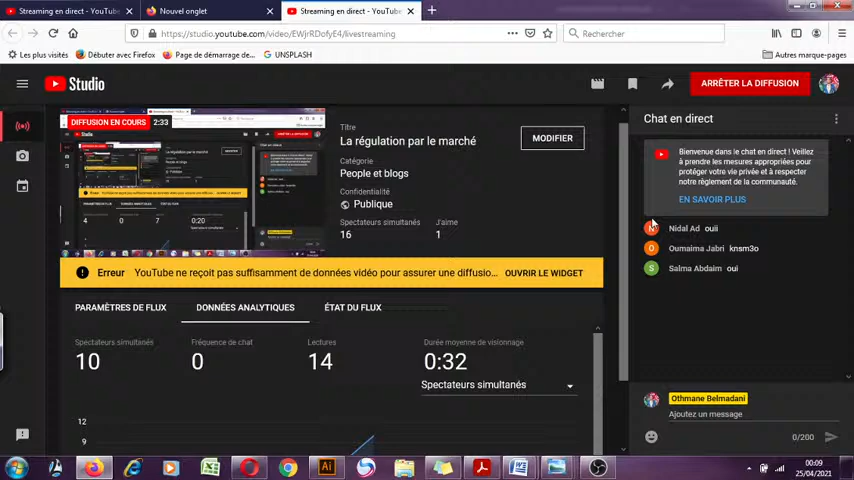 Streaming en direct - YouTube
Nouvel onglet
Streaming en direct - YouTube
https://studio.youtube.com/video/EWjrRDofyE4/livestreaming
Rechercher
Les plus visités
Débuter avec Firefox
Page de démarrage de...
UNSPLASH
Autres marque-pages
Studio
ARRÊTER LA DIFFUSION
DIFFUSION EN COURS 2:33
Titre
La régulation par le marché
MODIFIER
Catégorie
People et blogs
Confidentialité
Publique
Spectateurs simultanés
J'aime
16
1
Erreur YouTube ne reçoit pas suffisamment de données vidéo pour assurer une diffusio... OUVRIR LE WIDGET
PARAMÈTRES DE FLUX
DONNÉES ANALYTIQUES
ÉTAT DU FLUX
Spectateurs simultanés
Fréquence de chat
Lectures
Durée moyenne de visionnage
10
0
14
0:32
Spectateurs simultanés
12
9
Chat en direct
Bienvenue dans le chat en direct ! Veillez
à prendre les mesures appropriées pour
protéger votre vie privée et à respecter
notre règlement de la communauté.
EN SAVOIR PLUS
Nidal Ad ouii
O Oumaima Jabri knsm3o
S Salma Abdaim oui
Othmane Belmadani
Ajoutez un message
0/200
00:09
25/04/2021